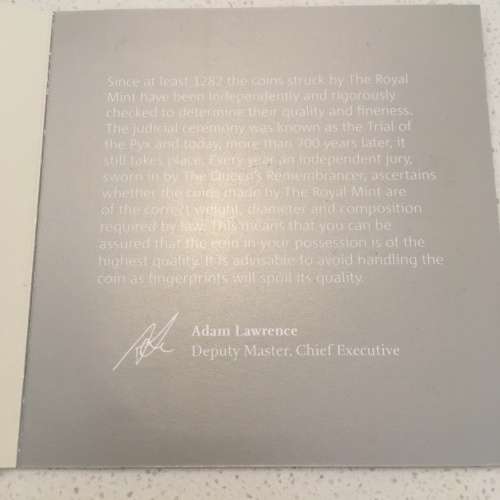 Since at least 1282 the coins struck by The Royal
Mint have been independently and rigorously
checked to determine their quality and fineness.
The judicial ceremony was known as the Trial of
the Pyx and today, more than 700 years later, it
still takes place. Every year an independent jury,
sworn in by The Queen's Remembrancer, ascertains
whether the coins made by The Royal Mint are
of the correct weight, diameter and composition
required by law. This means that you can be
assured that the coin in your possession is of the
highest quality. It is advisable to avoid handling the
coin as fingerprints will spoil its quality.
Adam Lawrence
Deputy Master, Chief Executive